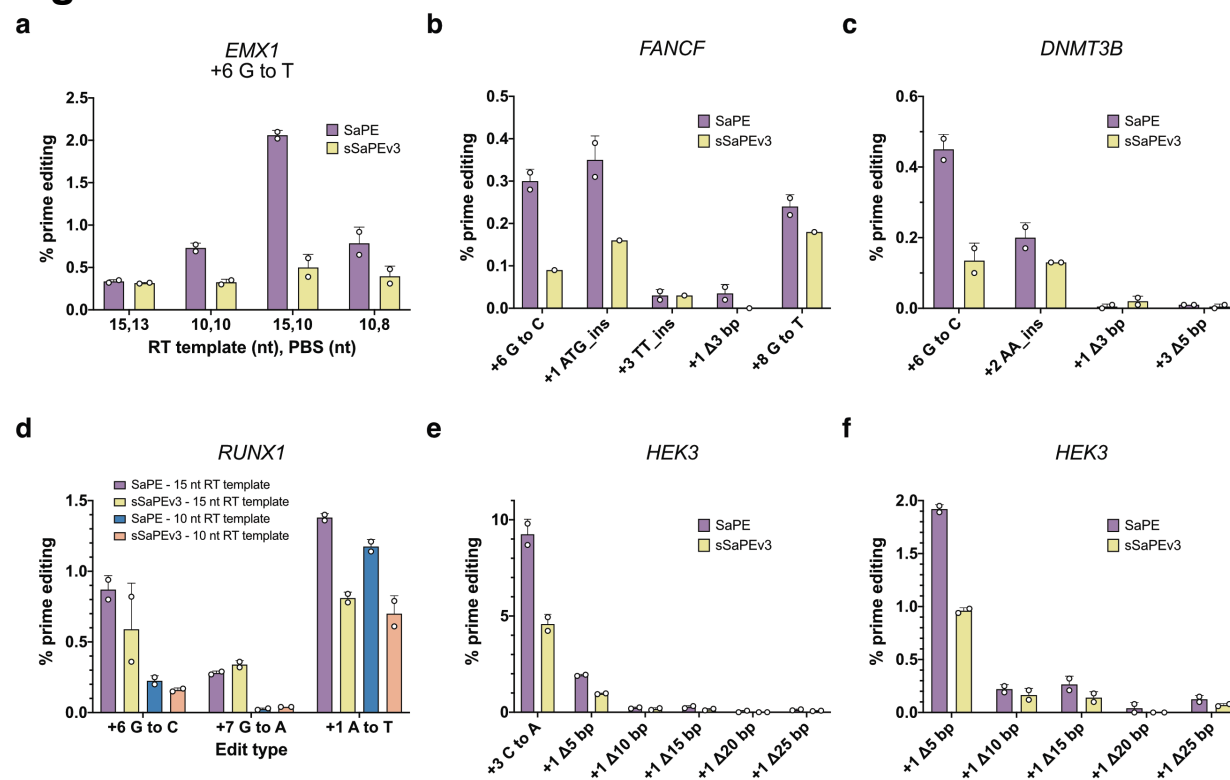 a
EMX1
+6 G to T
% prime editing
2.5
2.0
1.5
1.0
0.5
0.0
SaPE
sSaPEv3
15,13
10,10
15,10
10,8
RT template (nt), PBS (nt)
b
FANCF
% prime editing
0.5
0.4
0.3
0.2
0.1
0.0
SaPE
sSaPEv3
+6 G to C
+1 ATG_ins
+3 TT_ins
+1 Δ3 bp
+8 G to T
c
DNMT3B
% prime editing
0.6
0.4
0.2
0.0
SaPE
sSaPEv3
+6 G to C
+2 AA_ins
+1 Δ3 bp
+3 Δ5 bp
d
RUNX1
SaPE - 15 nt RT template
sSaPEv3 - 15 nt RT template
SaPE - 10 nt RT template
sSaPEv3 - 10 nt RT template
% prime editing
1.5
1.0
0.5
0.0
+6 G to C
+7 G to A
+1 A to T
Edit type
e
HEK3
% prime editing
10
5
0
SaPE
sSaPEv3
+3 C to A
+1 Δ5 bp
+1 Δ10 bp
+1 Δ15 bp
+1 Δ20 bp
+1 Δ25 bp
f
HEK3
% prime editing
2.0
1.5
1.0
0.5
0.0
SaPE
sSaPEv3
+1 Δ5 bp
+1 Δ10 bp
+1 Δ15 bp
+1 Δ20 bp
+1 Δ25 bp